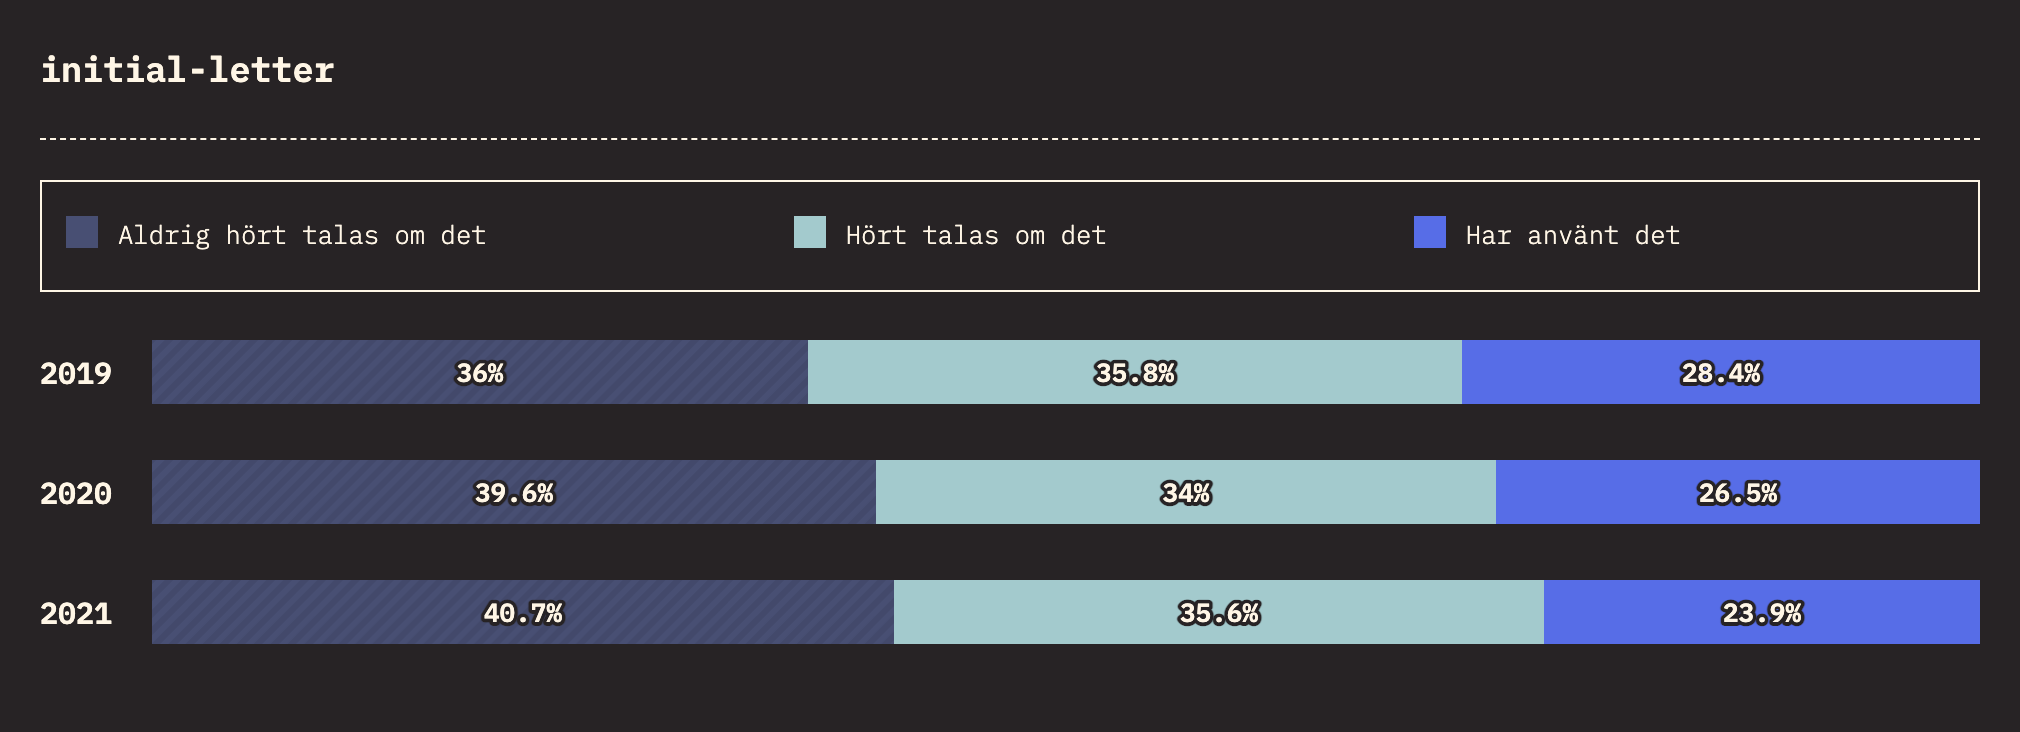 initial-letter
Aldrig hört talas om det Hört talas om det Har använt det
2019 36% 35.8% 28.4%
2020 39.6% 34% 26.5%
2021 40.7% 35.6% 23.9%